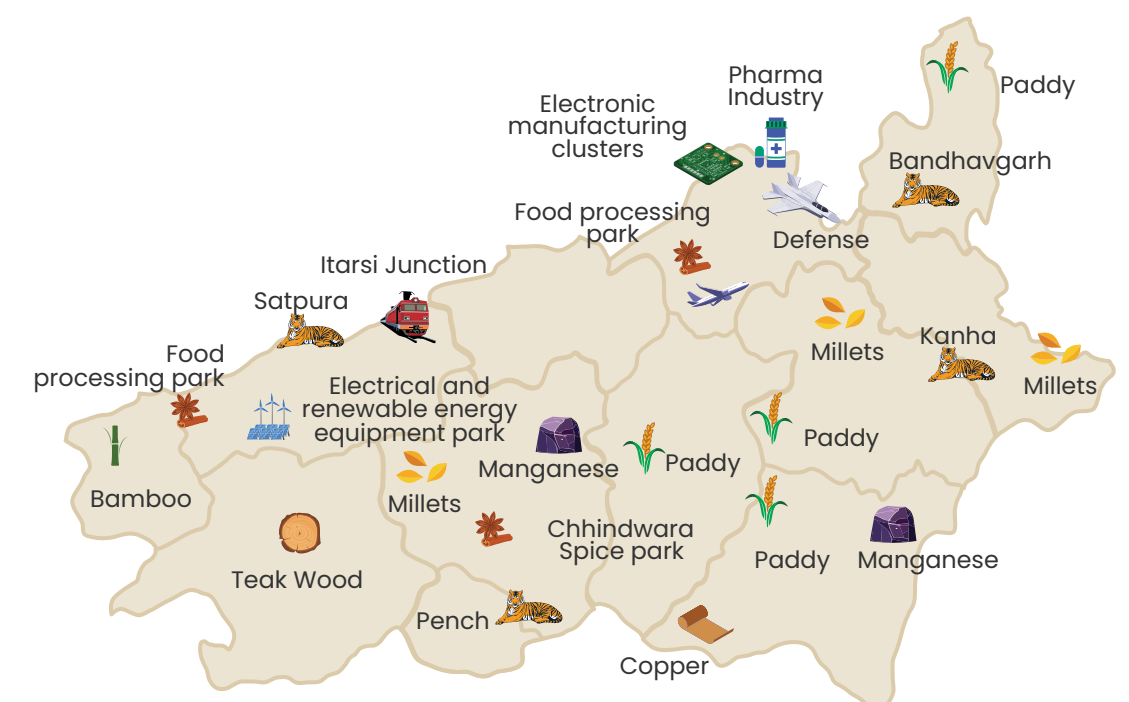 Paddy
Pharma
Industry
Electronic
manufacturing
clusters
Bandhavgarh
Food processing
park
Defense
Itarsi Junction
Satpura
Kanha
Millets
Food
processing park
Millets
Electrical and
renewable energy
equipment park
Paddy
Manganese
Paddy
Bamboo
Millets
Chhindwara
Spice park
Paddy
Manganese
Teak Wood
Pench
Copper